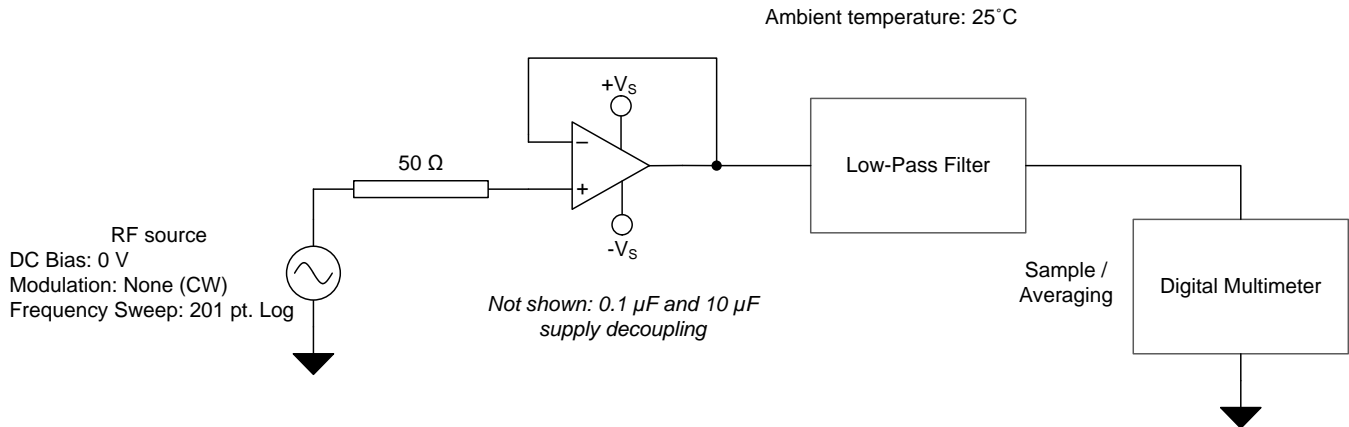 Ambient temperature: 25˚C
+VS
−
50 Ω
+
Low-Pass Filter
-VS
RF source
DC Bias: 0 V
Modulation: None (CW)
Frequency Sweep: 201 pt. Log
Not shown: 0.1 µF and 10 µF
supply decoupling
Sample /
Averaging
Digital Multimeter